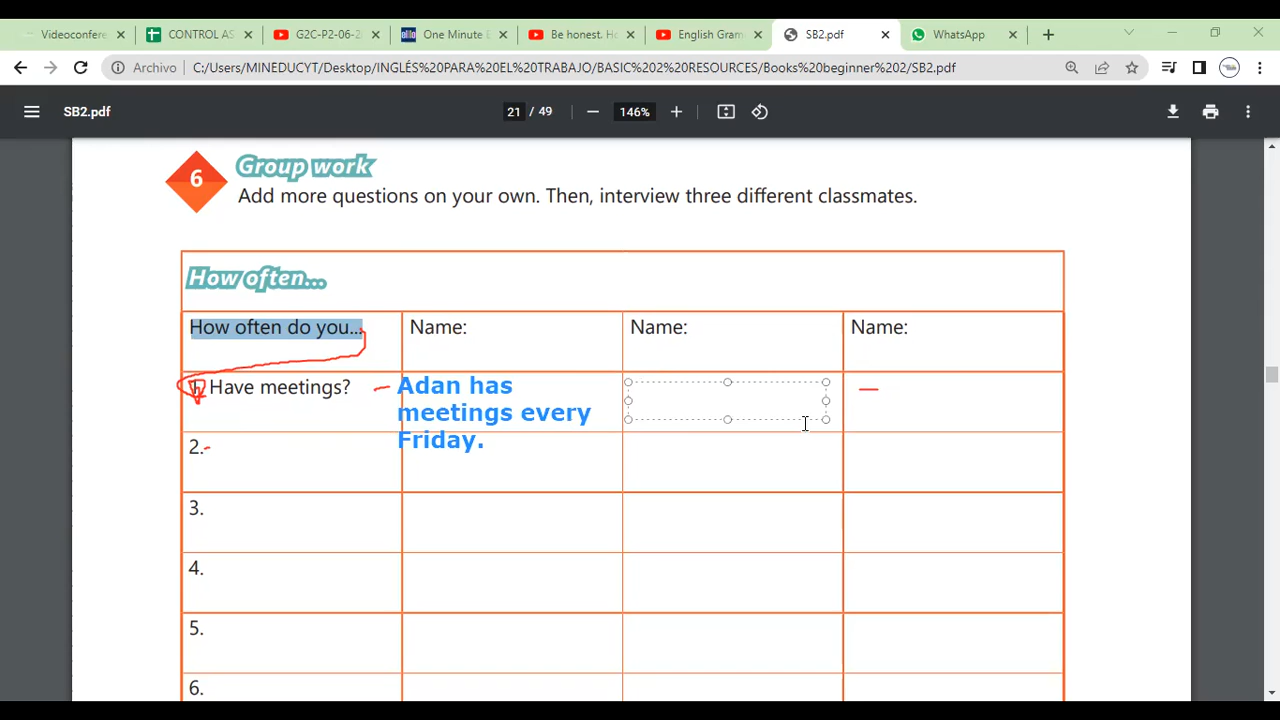 Videoconfere
CONTROL AS
G2C-P2-06-2
ello One Minute E
Be honest. Ho
English Gram
SB2.pdf
WhatsApp
Archivo
C:/Users/MINEDUCYT/Desktop/INGLÉS%20PARA%20EL%20TRABAJO/BASIC%202%20RESOURCES/Books%20beginner%202/SB2.pdf
SB2.pdf
21 / 49
146%
6
Group work
Add more questions on your own. Then, interview three different classmates.
How often...
How often do you...
Name:
Name:
Name:
1. Have meetings?
Adan has
meetings every
Friday.
2.
3.
4.
5.
6.